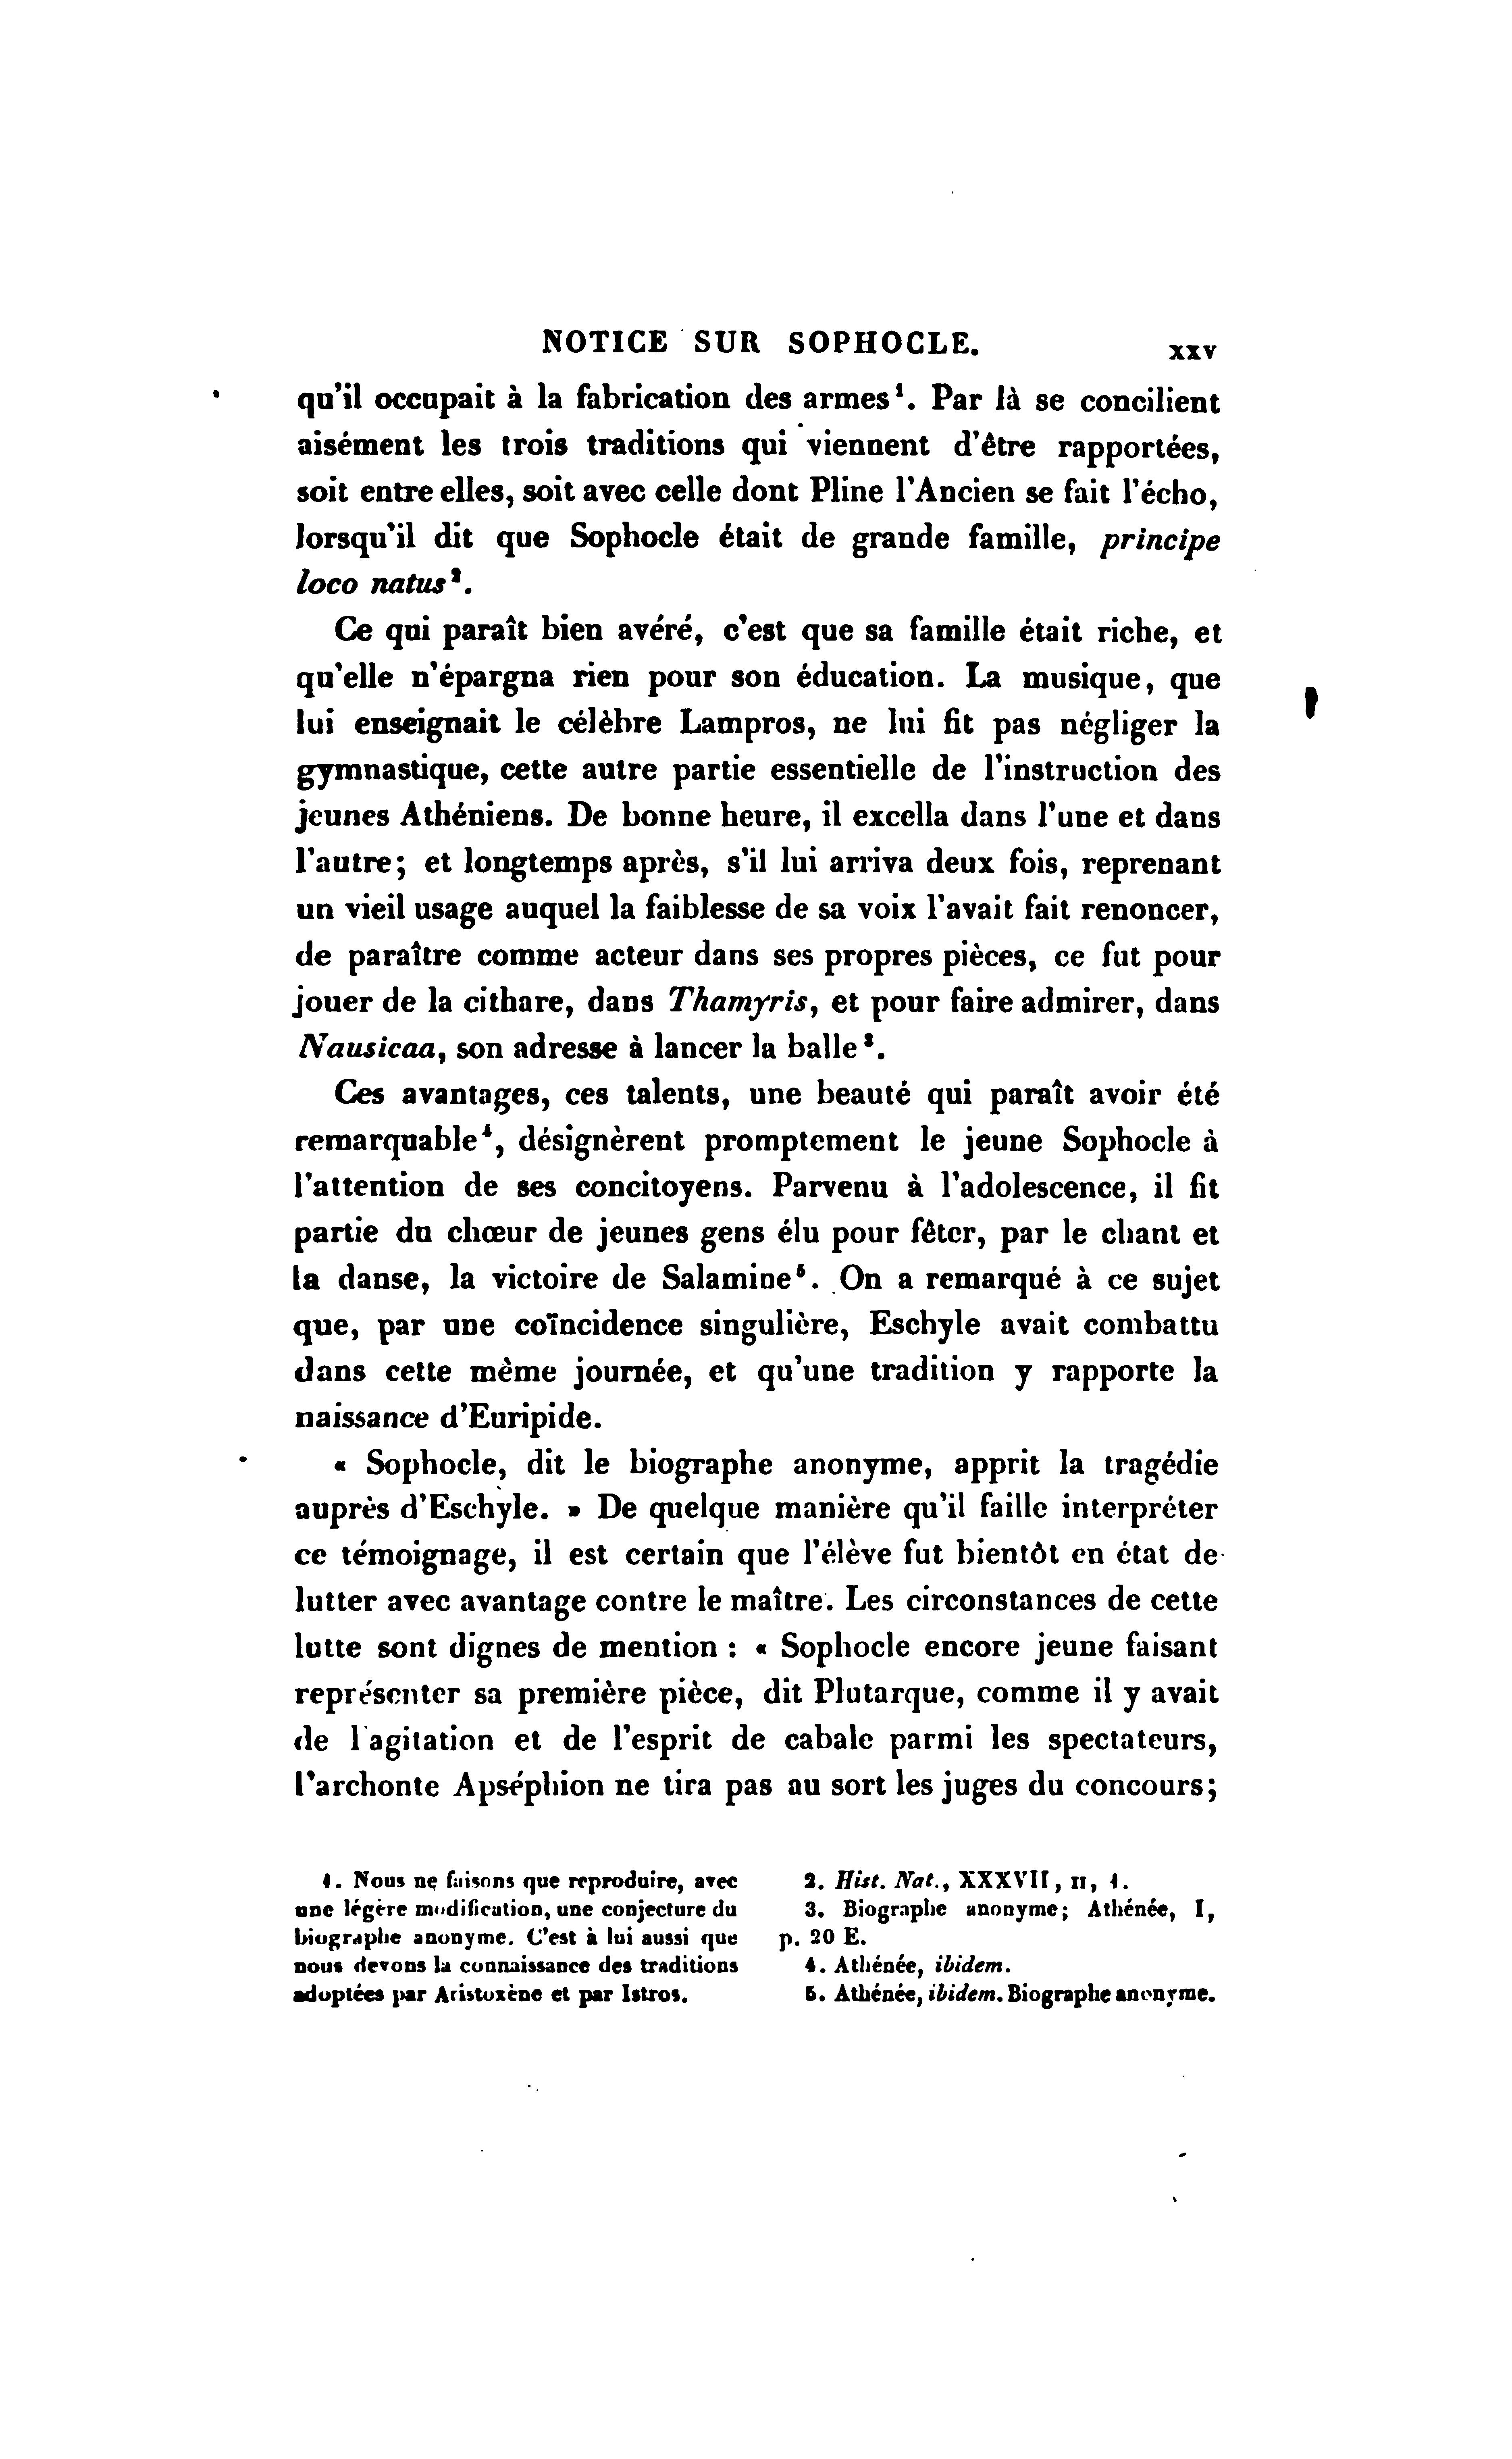 NOTICE SUR SOPHOCLE. xxv
qu'il occupait à la fabrication des armes¹. Par là se concilient
aisément les trois traditions qui viennent d'être rapportées,
soit entre elles, soit avec celle dont Pline l'Ancien se fait l'écho,
lorsqu'il dit que Sophocle était de grande famille, principe
loco natus².
Ce qui paraît bien avéré, c'est que sa famille était riche, et
qu'elle n'épargna rien pour son éducation. La musique, que
lui enseignait le célèbre Lampros, ne lui fit pas négliger la
gymnastique, cette autre partie essentielle de l'instruction des
jeunes Athéniens. De bonne heure, il excella dans l'une et dans
l'autre; et longtemps après, s'il lui arriva deux fois, reprenant
un vieil usage auquel la faiblesse de sa voix l'avait fait renoncer,
de paraître comme acteur dans ses propres pièces, ce fut pour
jouer de la cithare, dans Thamyris, et pour faire admirer, dans
Nausicaa, son adresse à lancer la balle³.
Ces avantages, ces talents, une beauté qui paraît avoir été
remarquable⁴, désignèrent promptement le jeune Sophocle à
l'attention de ses concitoyens. Parvenu à l'adolescence, il fit
partie du chœur de jeunes gens élu pour fêter, par le chant et
la danse, la victoire de Salamine⁵. On a remarqué à ce sujet
que, par une coïncidence singulière, Eschyle avait combattu
dans cette même journée, et qu'une tradition y rapporte la
naissance d'Euripide.
« Sophocle, dit le biographe anonyme, apprit la tragédie
auprès d'Eschyle. » De quelque manière qu'il faille interpréter
ce témoignage, il est certain que l'élève fut bientôt en état de
lutter avec avantage contre le maître. Les circonstances de cette
lutte sont dignes de mention : « Sophocle encore jeune faisant
représenter sa première pièce, dit Plutarque, comme il y avait
de l'agitation et de l'esprit de cabale parmi les spectateurs,
l'archonte Apséphion ne tira pas au sort les juges du concours;
1. Nous ne faisons que reproduire, avec
une légère modification, une conjecture du
biographe anonyme. C'est à lui aussi que
nous devons la connaissance des traditions
adoptées par Aristoxène et par Istros.
2. Hist. Nat., XXXVII, II, 1.
3. Biographe anonyme; Athénée, I,
p. 20 E.
4. Athénée, ibidem.
5. Athénée, ibidem. Biographe anonyme.